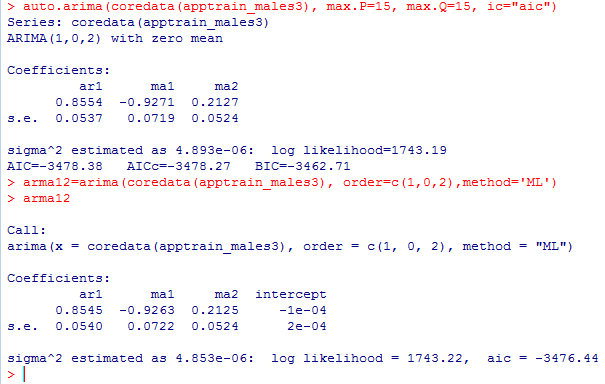 > auto.arima(coredata(apptrain_males3), max.P=15, max.Q=15, ic="aic")
Series: coredata(apptrain_males3)
ARIMA(1,0,2) with zero mean
Coefficients:
ar1 ma1 ma2
0.8554 -0.9271 0.2127
s.e. 0.0537 0.0719 0.0524
sigma^2 estimated as 4.893e-06: log likelihood=1743.19
AIC=-3478.38 AICc=-3478.27 BIC=-3462.71
> arma12=arima(coredata(apptrain_males3), order=c(1,0,2),method='ML')
> arma12
Call:
arima(x = coredata(apptrain_males3), order = c(1, 0, 2), method = "ML")
Coefficients:
ar1 ma1 ma2 intercept
0.8545 -0.9263 0.2125 -1e-04
s.e. 0.0540 0.0722 0.0524 2e-04
sigma^2 estimated as 4.853e-06: log likelihood = 1743.22, aic = -3476.44
>